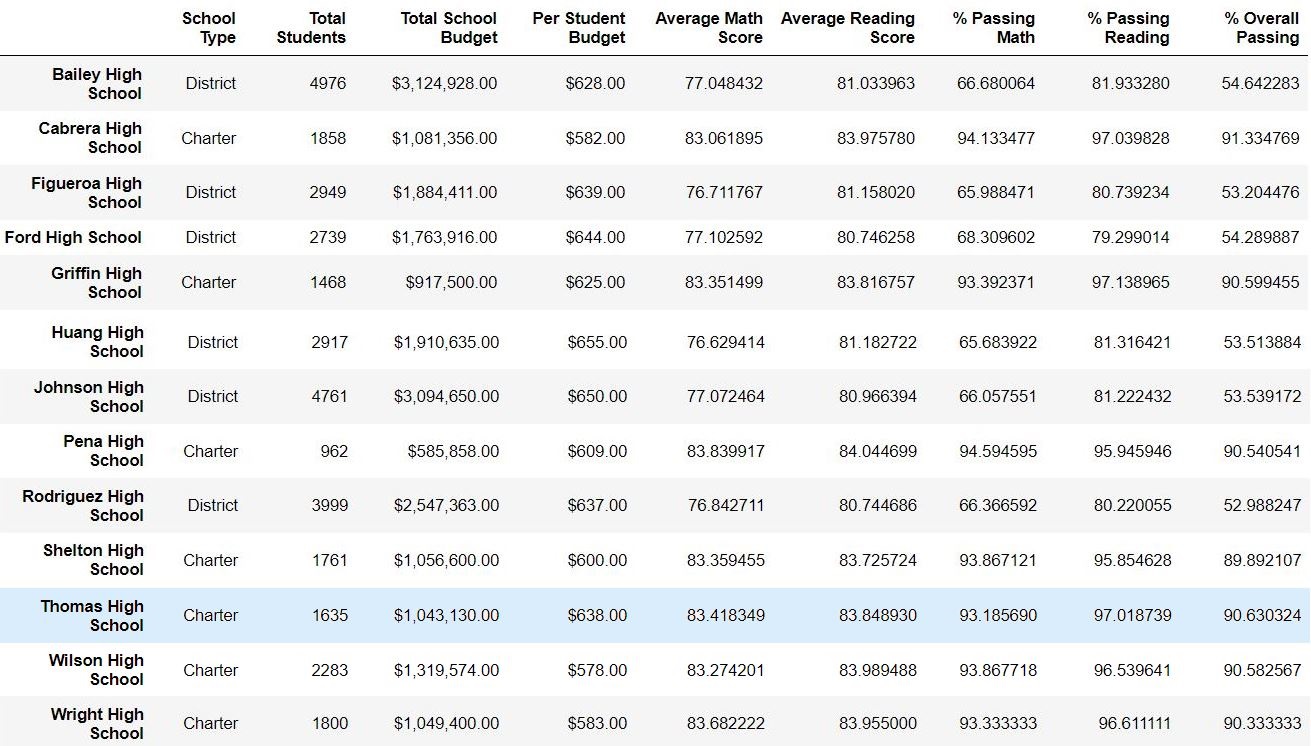 School Type Total Students Total School Budget Per Student Budget Average Math Score Average Reading Score % Passing Math % Passing Reading % Overall Passing
Bailey High School District 4976 $3,124,928.00 $628.00 77.048432 81.033963 66.680064 81.933280 54.642283
Cabrera High School Charter 1858 $1,081,356.00 $582.00 83.061895 83.975780 94.133477 97.039828 91.334769
Figueroa High School District 2949 $1,884,411.00 $639.00 76.711767 81.158020 65.988471 80.739234 53.204476
Ford High School District 2739 $1,763,916.00 $644.00 77.102592 80.746258 68.309602 79.299014 54.289887
Griffin High School Charter 1468 $917,500.00 $625.00 83.351499 83.816757 93.392371 97.138965 90.599455
Huang High School District 2917 $1,910,635.00 $655.00 76.629414 81.182722 65.683922 81.316421 53.513884
Johnson High School District 4761 $3,094,650.00 $650.00 77.072464 80.966394 66.057551 81.222432 53.539172
Pena High School Charter 962 $585,858.00 $609.00 83.839917 84.044699 94.594595 95.945946 90.540541
Rodriguez High School District 3999 $2,547,363.00 $637.00 76.842711 80.744686 66.366592 80.220055 52.988247
Shelton High School Charter 1761 $1,056,600.00 $600.00 83.359455 83.725724 93.867121 95.854628 89.892107
Thomas High School Charter 1635 $1,043,130.00 $638.00 83.418349 83.848930 93.185690 97.018739 90.630324
Wilson High School Charter 2283 $1,319,574.00 $578.00 83.274201 83.989488 93.867718 96.539641 90.582567
Wright High School Charter 1800 $1,049,400.00 $583.00 83.682222 83.955000 93.333333 96.611111 90.333333